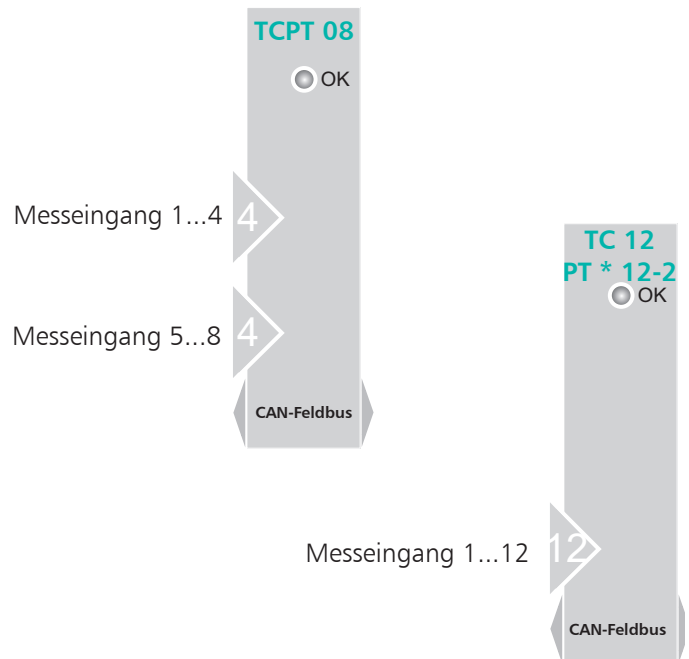 TCPT 08
OK
Messeingang 1...4
4
Messeingang 5...8
4
CAN-Feldbus
TC 12
PT * 12-2
OK
Messeingang 1...12
12
CAN-Feldbus